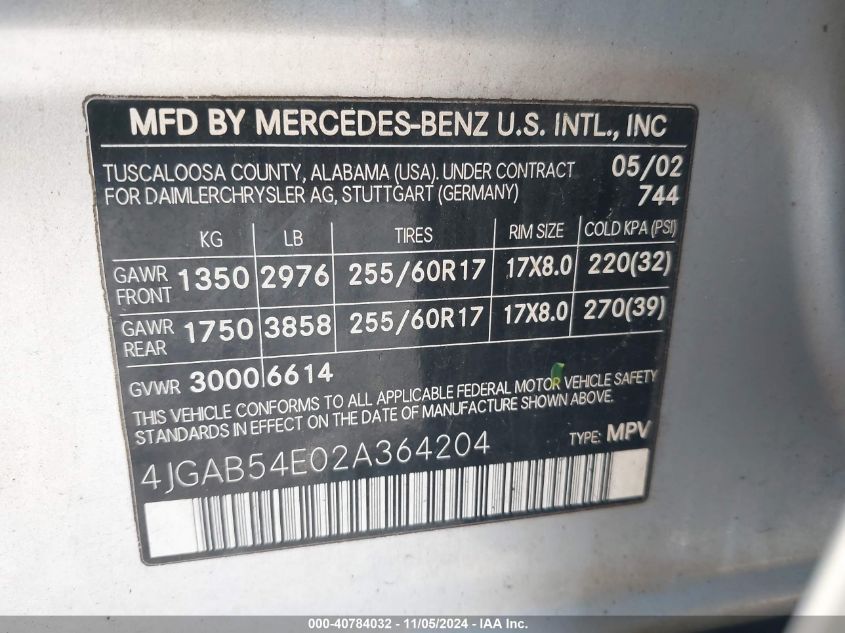 MFD BY MERCEDES-BENZ U.S. INTL., INC
TUSCALOOSA COUNTY, ALABAMA (USA). UNDER CONTRACT 05/02
FOR DAIMLERCHRYSLER AG, STUTTGART (GERMANY) 744
KG LB TIRES RIM SIZE COLD KPA (PSI)
GAWR FRONT 1350 2976 255/60R17 17X8.0 220(32)
GAWR REAR 1750 3858 255/60R17 17X8.0 270(39)
GVWR 3000 6614
THIS VEHICLE CONFORMS TO ALL APPLICABLE FEDERAL MOTOR VEHICLE SAFETY
STANDARDS IN EFFECT ON THE DATE OF MANUFACTURE SHOWN ABOVE.
4JGAB54E02A364204 TYPE: MPV
000-40784032 - 11/05/2024 - IAA Inc.